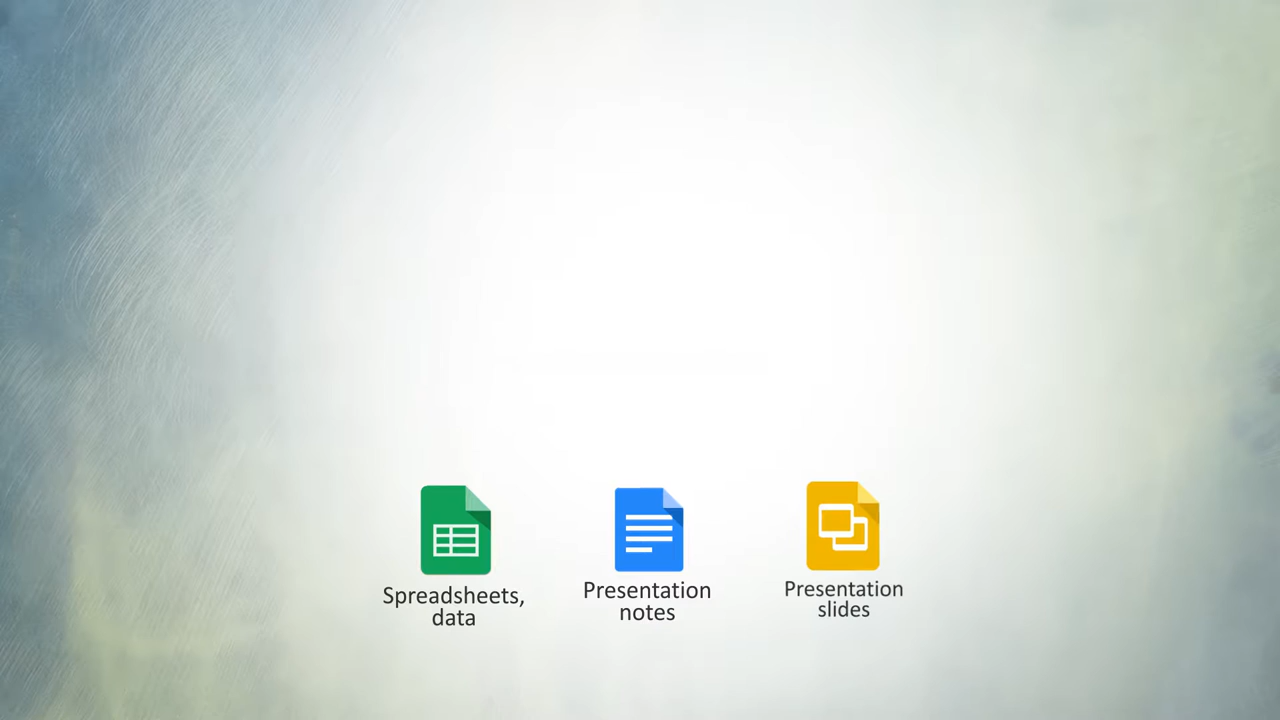 Spreadsheets,
data
Presentation
notes
Presentation
slides